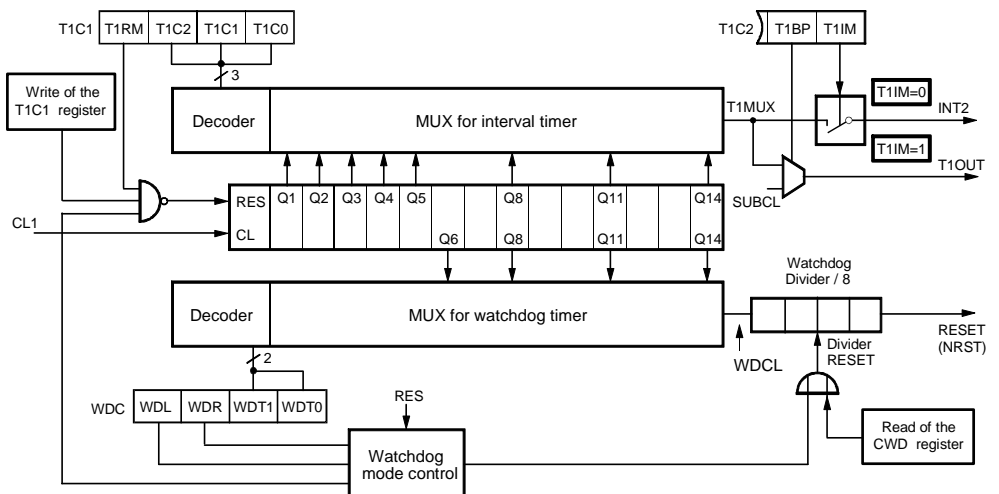 T1C1 T1RM T1C2 T1C1 T1C0
T1C2 T1BP T1IM
3
Write of the
T1C1 register
Decoder
MUX for interval timer
T1MUX
T1IM=0
INT2
T1IM=1
T1OUT
SUBCL
RES Q1 Q2 Q3 Q4 Q5 Q8 Q11 Q14
CL1
CL Q6 Q8 Q11 Q14
Decoder
MUX for watchdog timer
Watchdog
Divider / 8
RESET
(NRST)
Divider
RESET
WDCL
2
WDC WDL WDR WDT1 WDT0
RES
Watchdog
mode control
Read of the
CWD register